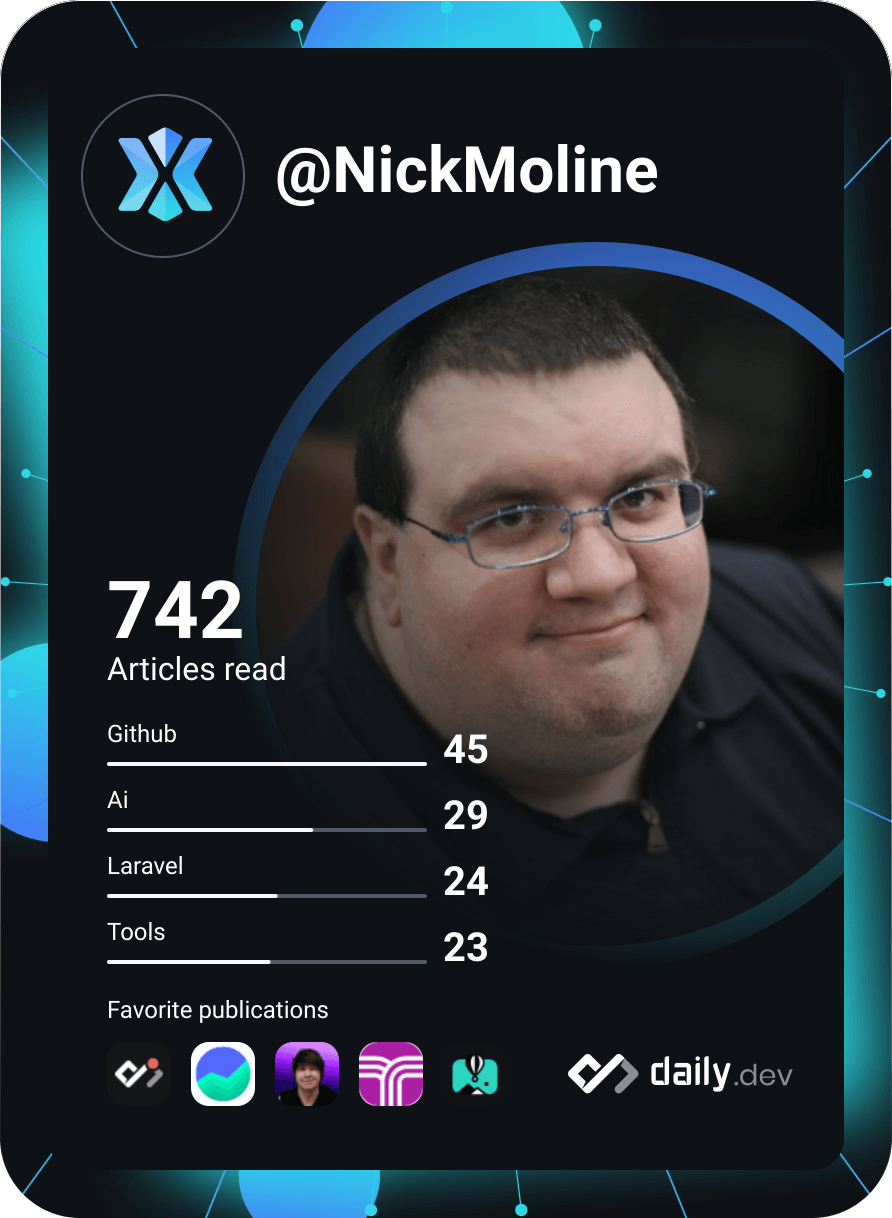 @NickMoline
742
Articles read
Github
45
Ai
29
Laravel
24
Tools
23
Favorite publications
daily.dev